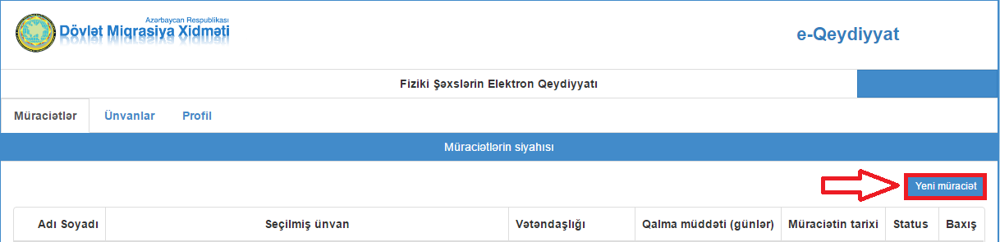 Azərbaycan Respublikası
Dövlət Miqrasiya Xidməti
e-Qeydiyyat
Fiziki Şəxslərin Elektron Qeydiyyatı
Müraciətlər Ünvanlar Profil
Müraciətlərin siyahısı
Yeni müraciət
Adı Soyadı Seçilmiş ünvan Vətəndaşlığı Qalma müddəti (günlər) Müraciətin tarixi Status Baxış